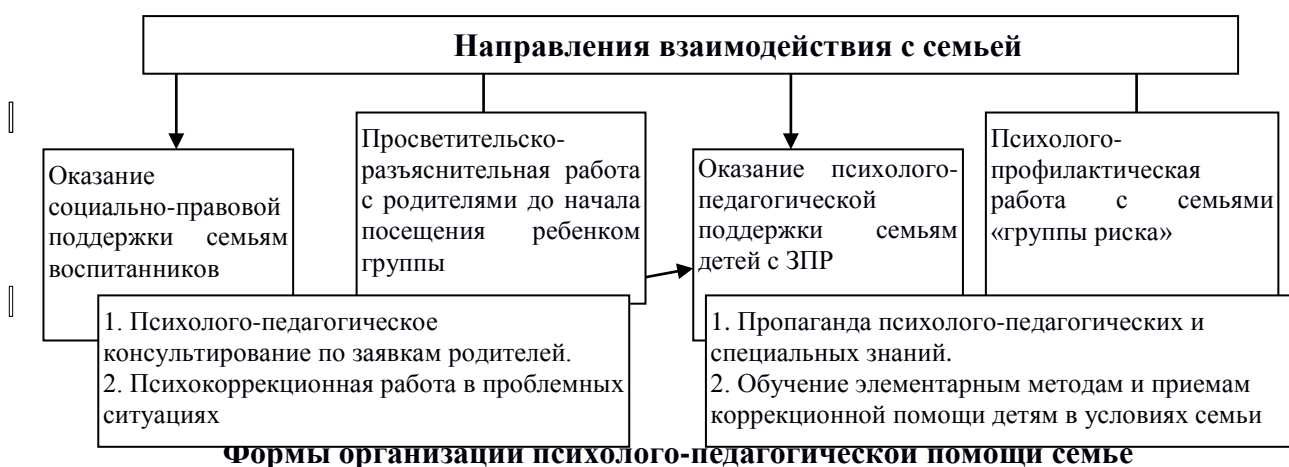 Направления взаимодействия с семьей
Оказание
социально-правовой
поддержки семьям
воспитанников
Просветительско-
разъяснительная работа
с родителями до начала
посещения ребенком
группы
Оказание психолого-
педагогической
поддержки семьям
детей с ЗПР
Психолого-
профилактическая
работа с семьями
«группы риска»
1. Психолого-педагогическое
консультирование по заявкам родителей.
2. Психокоррекционная работа в проблемных
ситуациях
1. Пропаганда психолого-педагогических и
специальных знаний.
2. Обучение элементарным методам и приемам
коррекционной помощи детям в условиях семьи
Формы организации психолого-педагогической помощи семье